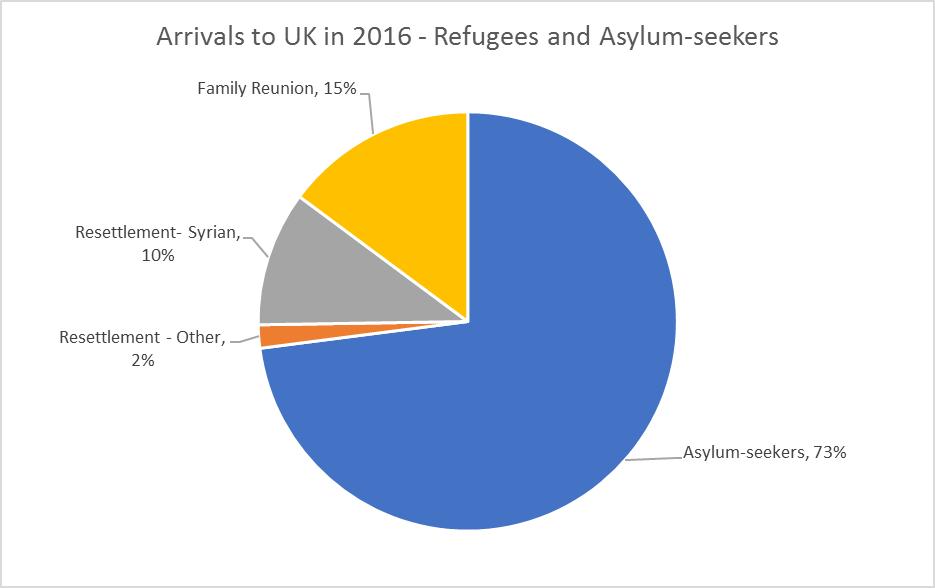 Arrivals to UK in 2016 - Refugees and Asylum-seekers
Family Reunion, 15%
Resettlement- Syrian,
10%
Resettlement - Other,
2%
Asylum-seekers, 73%